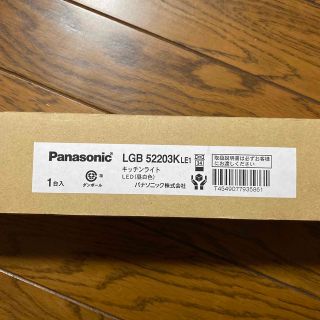 Panasonic LGB 52203K LE1
キッチンライト
LED(昼白色)
1台入
ダンボール
パナソニック株式会社
取扱説明書は必ずお客様
にお渡しください
T4549077935861